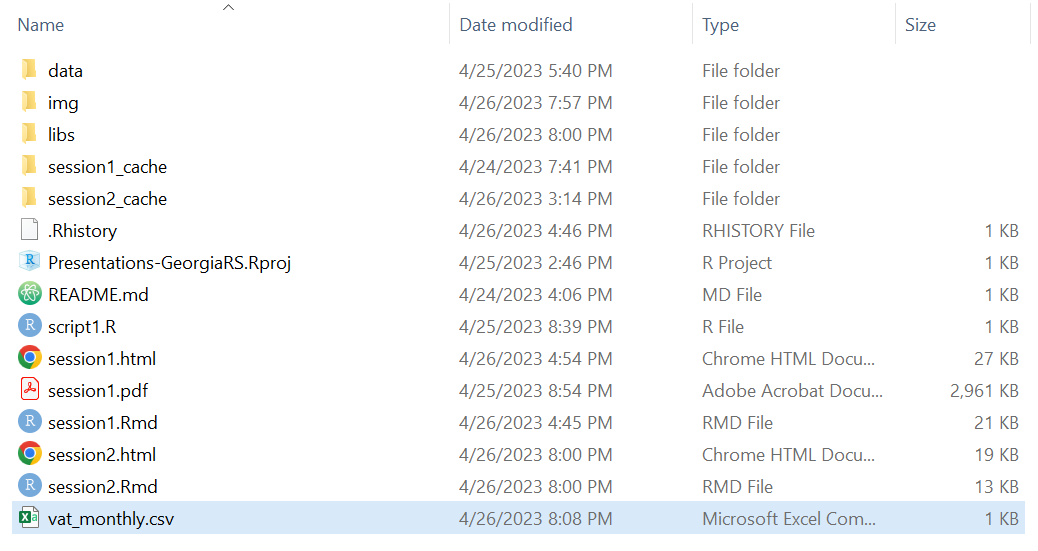 Name Date modified Type Size
data 4/25/2023 5:40 PM File folder
img 4/26/2023 7:57 PM File folder
libs 4/26/2023 8:00 PM File folder
session1_cache 4/24/2023 7:41 PM File folder
session2_cache 4/26/2023 3:14 PM File folder
.Rhistory 4/26/2023 4:46 PM RHISTORY File 1 KB
Presentations-GeorgiaRS.Rproj 4/25/2023 2:46 PM R Project 1 KB
README.md 4/24/2023 4:06 PM MD File 1 KB
script1.R 4/25/2023 8:39 PM R File 1 KB
session1.html 4/26/2023 4:54 PM Chrome HTML Docu... 27 KB
session1.pdf 4/25/2023 8:54 PM Adobe Acrobat Docu... 2,961 KB
session1.Rmd 4/26/2023 4:45 PM RMD File 21 KB
session2.html 4/26/2023 8:00 PM Chrome HTML Docu... 19 KB
session2.Rmd 4/26/2023 8:00 PM RMD File 13 KB
vat_monthly.csv 4/26/2023 8:08 PM Microsoft Excel Com... 1 KB